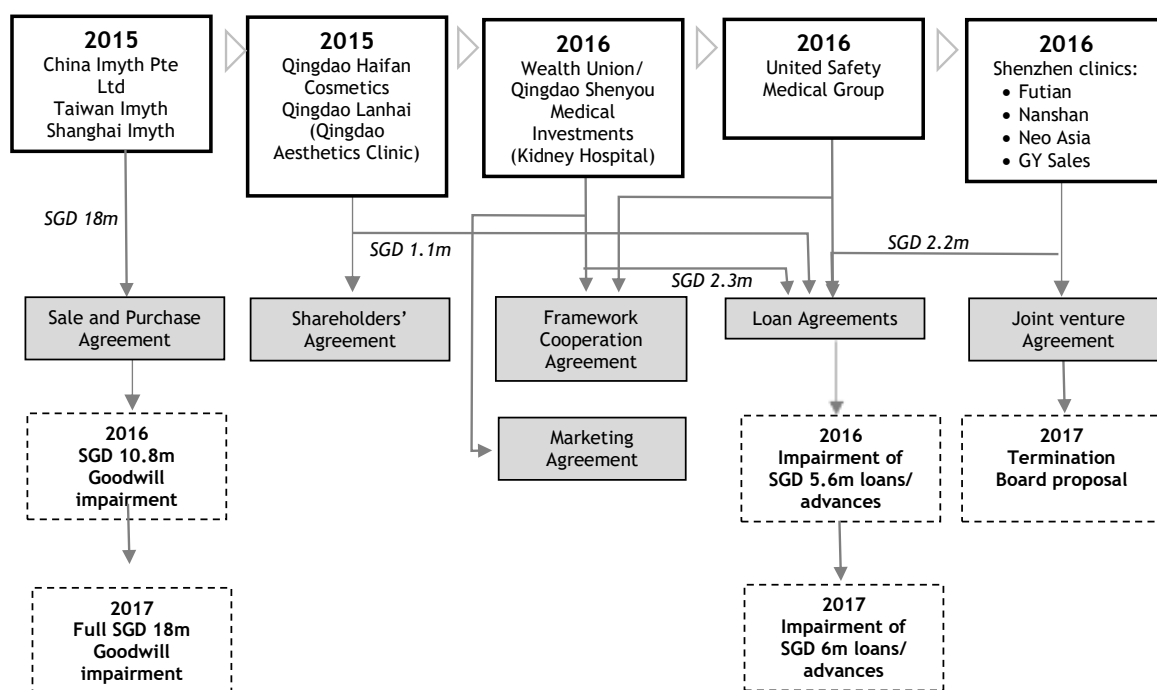 2015
China Imyth Pte
Ltd
Taiwan Imyth
Shanghai Imyth
2015
Qingdao Haifan
Cosmetics
Qingdao Lanhai
(Qingdao
Aesthetics Clinic)
2016
Wealth Union/
Qingdao Shenyou
Medical
Investments
(Kidney Hospital)
2016
United Safety
Medical Group
2016
Shenzhen clinics:
• Futian
• Nanshan
• Neo Asia
• GY Sales
SGD 18m
SGD 1.1m
SGD 2.3m
SGD 2.2m
Sale and Purchase
Agreement
Shareholders’
Agreement
Framework
Cooperation
Agreement
Loan Agreements
Joint venture
Agreement
Marketing
Agreement
2016
SGD 10.8m
Goodwill
impairment
2016
Impairment of
SGD 5.6m loans/
advances
2017
Termination
Board proposal
2017
Full SGD 18m
Goodwill
impairment
2017
Impairment of
SGD 6m loans/
advances